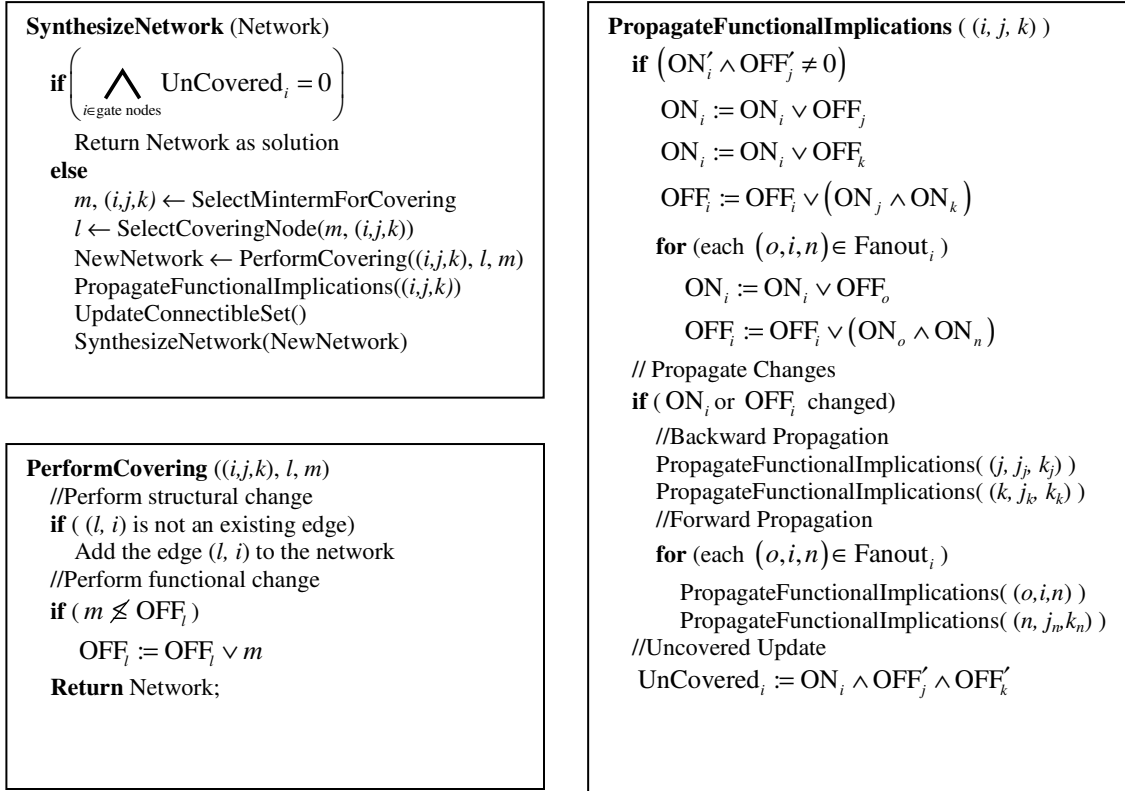 SynthesizeNetwork (Network)
if ( ⋀ i∈gate nodes UnCovered_i = 0 )
Return Network as solution
else
m, (i,j,k) ← SelectMintermForCovering
l ← SelectCoveringNode(m, (i,j,k))
NewNetwork ← PerformCovering((i,j,k), l, m)
PropagateFunctionalImplications((i,j,k))
UpdateConnectibleSet()
SynthesizeNetwork(NewNetwork)
PerformCovering ((i,j,k), l, m)
//Perform structural change
if ( (l, i) is not an existing edge)
Add the edge (l, i) to the network
//Perform functional change
if ( m ≰ OFF_l )
OFF_l := OFF_l ∨ m
Return Network;
PropagateFunctionalImplications ( (i, j, k) )
if (ON′_i ∧ OFF′_j ≠ 0)
ON_i := ON_i ∨ OFF_j
ON_i := ON_i ∨ OFF_k
OFF_i := OFF_i ∨ (ON_j ∧ ON_k)
for (each (o,i,n) ∈ Fanout_i )
ON_i := ON_i ∨ OFF_o
OFF_i := OFF_i ∨ (ON_o ∧ ON_n)
// Propagate Changes
if ( ON_i or OFF_i changed)
//Backward Propagation
PropagateFunctionalImplications( (j, j_j, k_j) )
PropagateFunctionalImplications( (k, j_k, k_k) )
//Forward Propagation
for (each (o,i,n) ∈ Fanout_i )
PropagateFunctionalImplications( (o,i,n) )
PropagateFunctionalImplications( (n, j_n,k_n) )
//Uncovered Update
UnCovered_i := ON_i ∧ OFF′_j ∧ OFF′_k